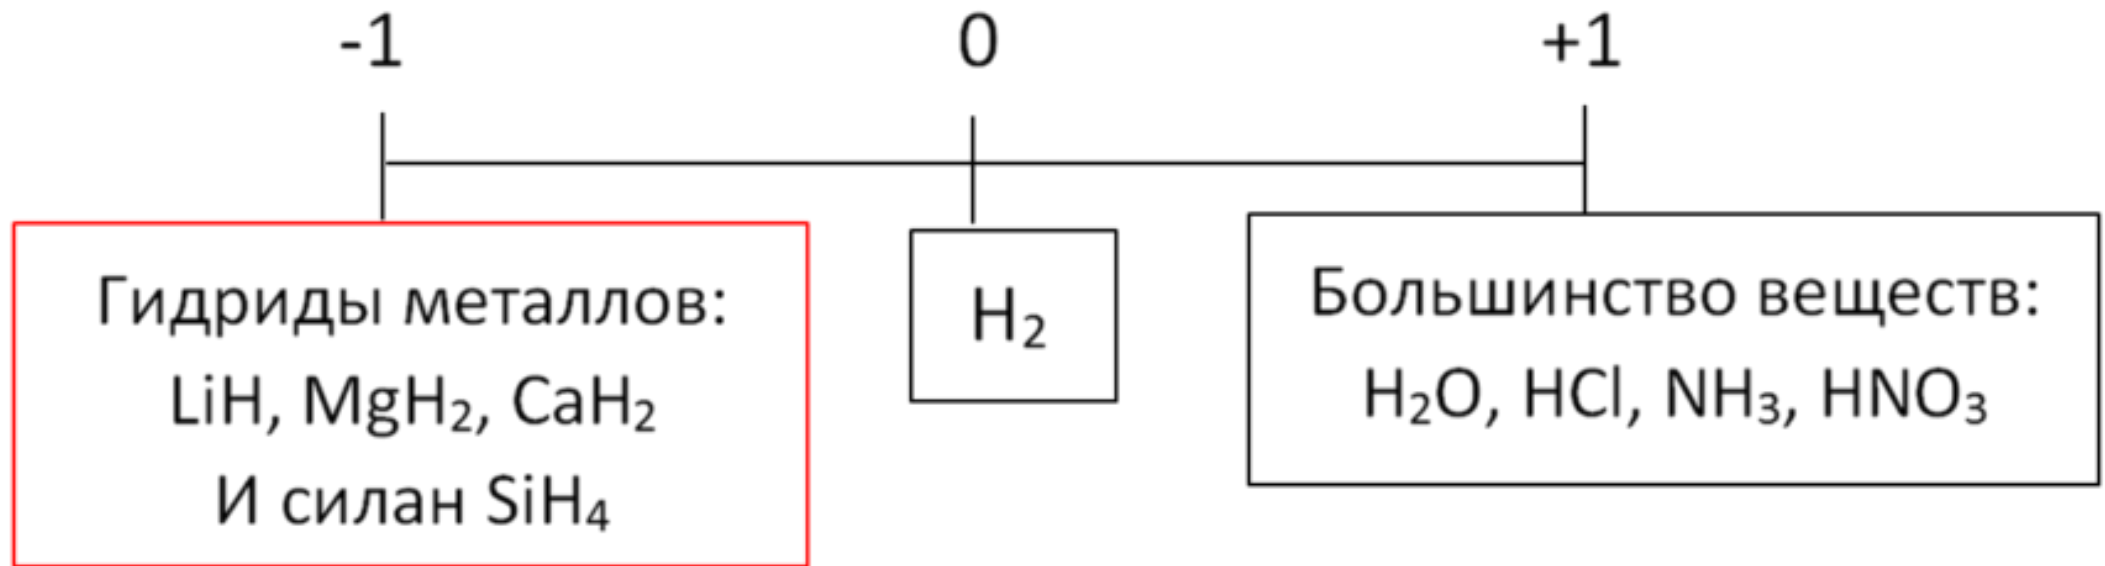 -1 0 +1
Гидриды металлов:
LiH, MgH₂, CaH₂
И силан SiH₄
H₂
Большинство веществ:
H₂O, HCl, NH₃, HNO₃